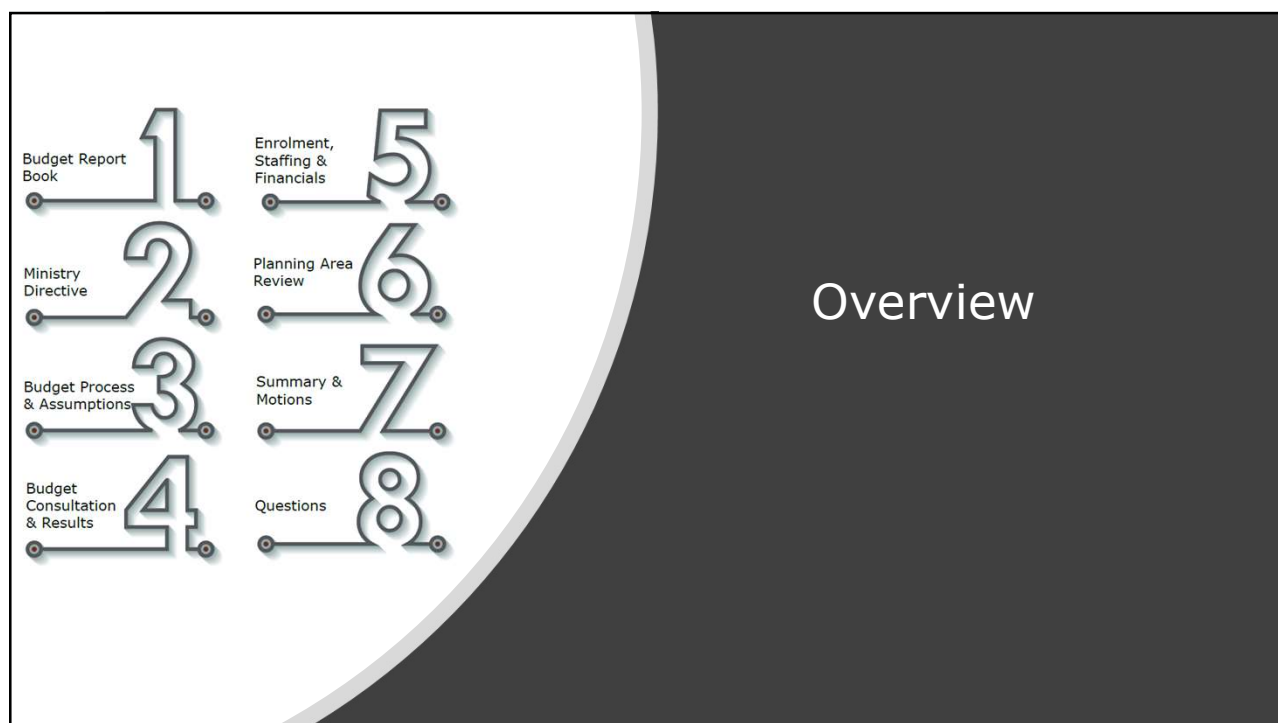 Budget Report
Book
1
Ministry
Directive
2
Budget Process
& Assumptions
3
Budget
Consultation
& Results
4
Enrolment,
Staffing &
Financials
5
Planning Area
Review
6
Summary &
Motions
7
Questions
8
Overview